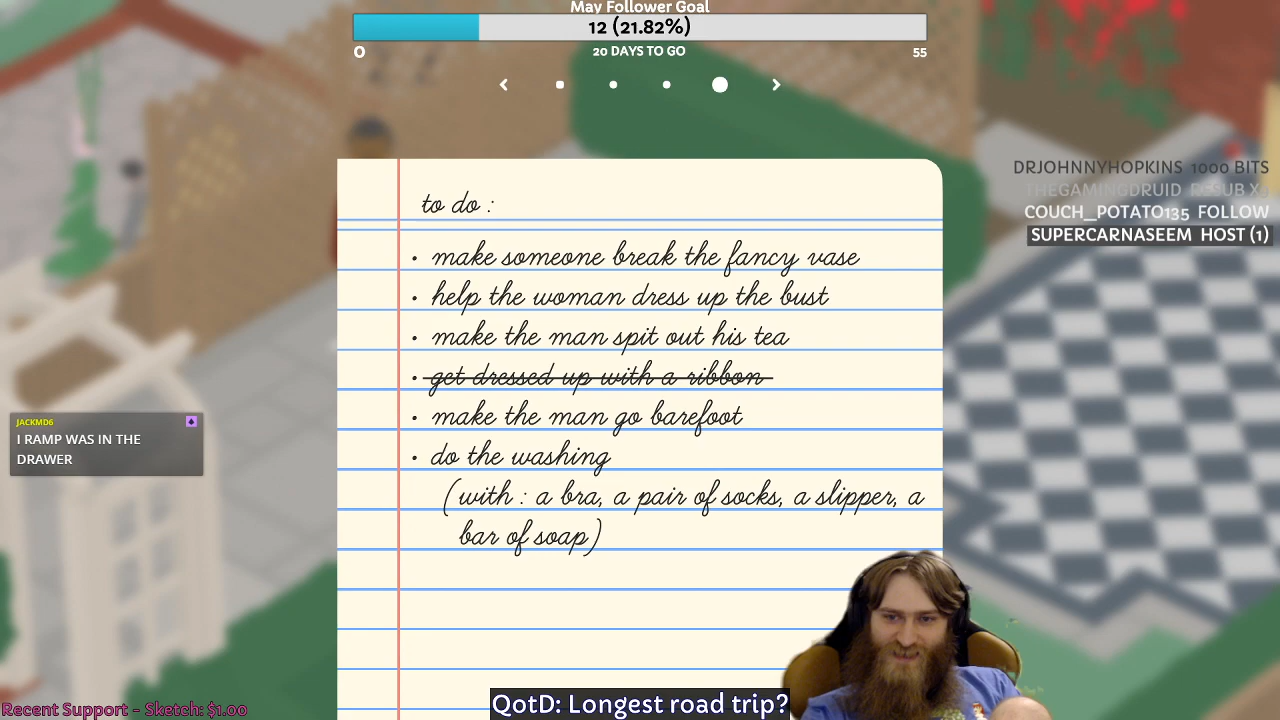 May Follower Goal
12 (21.82%)
0
20 DAYS TO GO
55
DRJOHNNYHOPKINS 1000 BITS
THEGAMINGDRUID RESUB
COUCH_POTATO135 FOLLOW
SUPERCARNASEEM HOST (1)
to do :
• make someone break the fancy vase
• help the woman dress up the bust
• make the man spit out his tea
• get dressed up with a ribbon
• make the man go barefoot
• do the washing
(with : a bra, a pair of socks, a slipper, a
bar of soap)
JACKMD6
I RAMP WAS IN THE
DRAWER
Recent Support - Sketch: $1.00
QotD: Longest road trip?